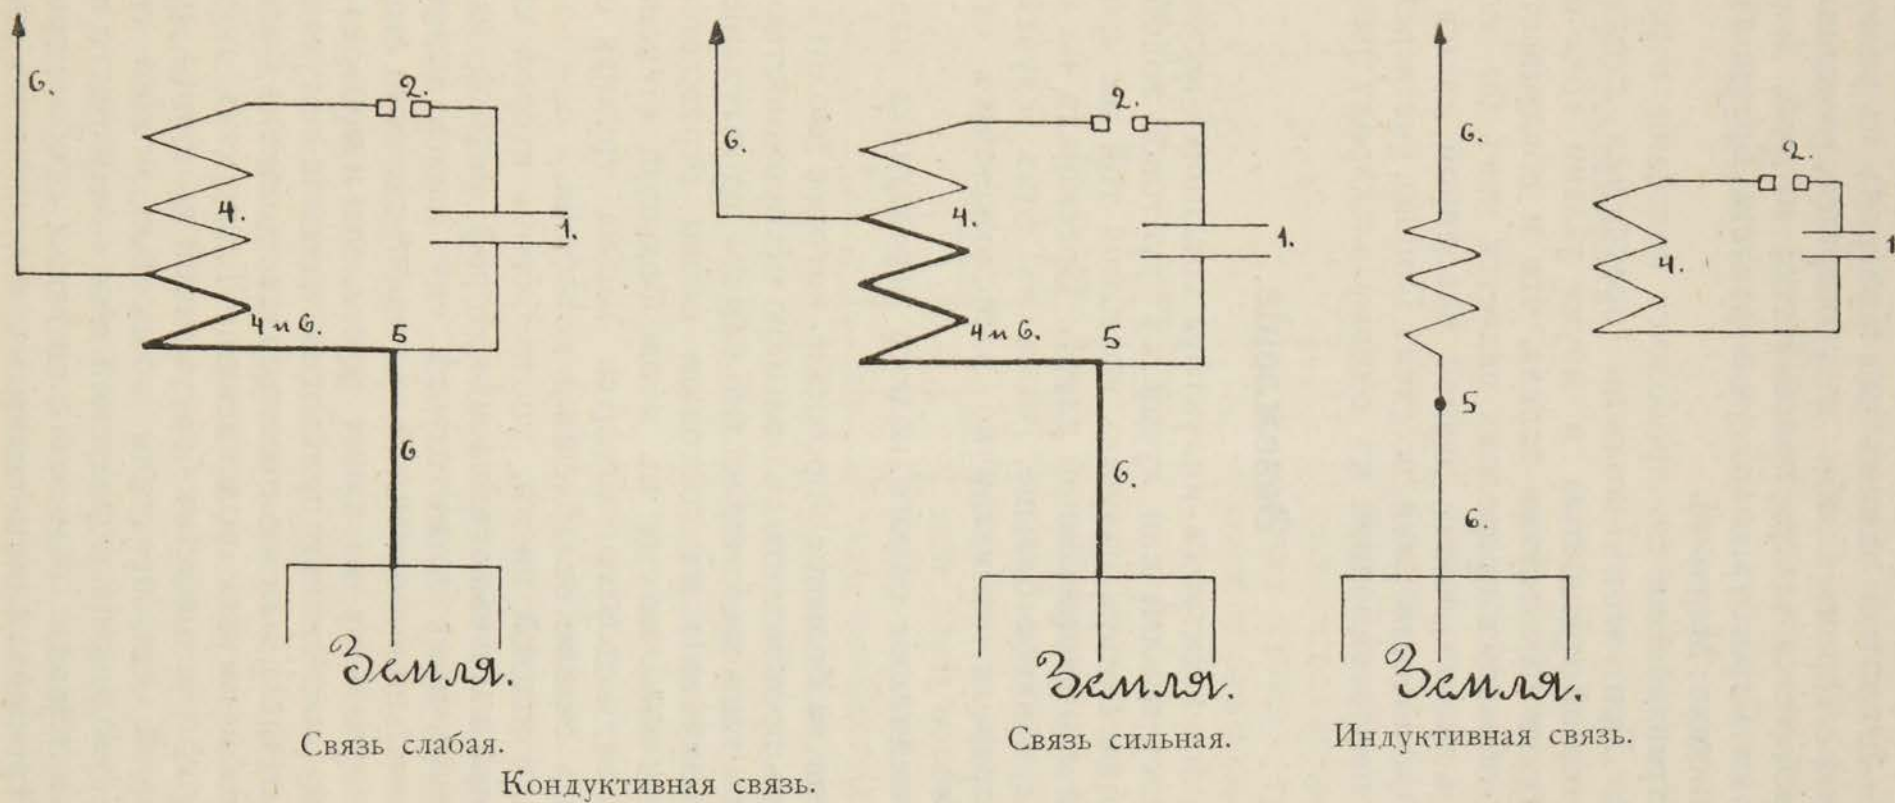 6.
2.
4.
1.
4 и 6.
5
6
Земля.
Связь слабая.
6.
2.
4.
1.
4 и 6.
5
6.
Земля.
Связь сильная.
Кондуктивная связь.
6.
2.
4.
1
5
6.
Земля.
Индуктивная связь.